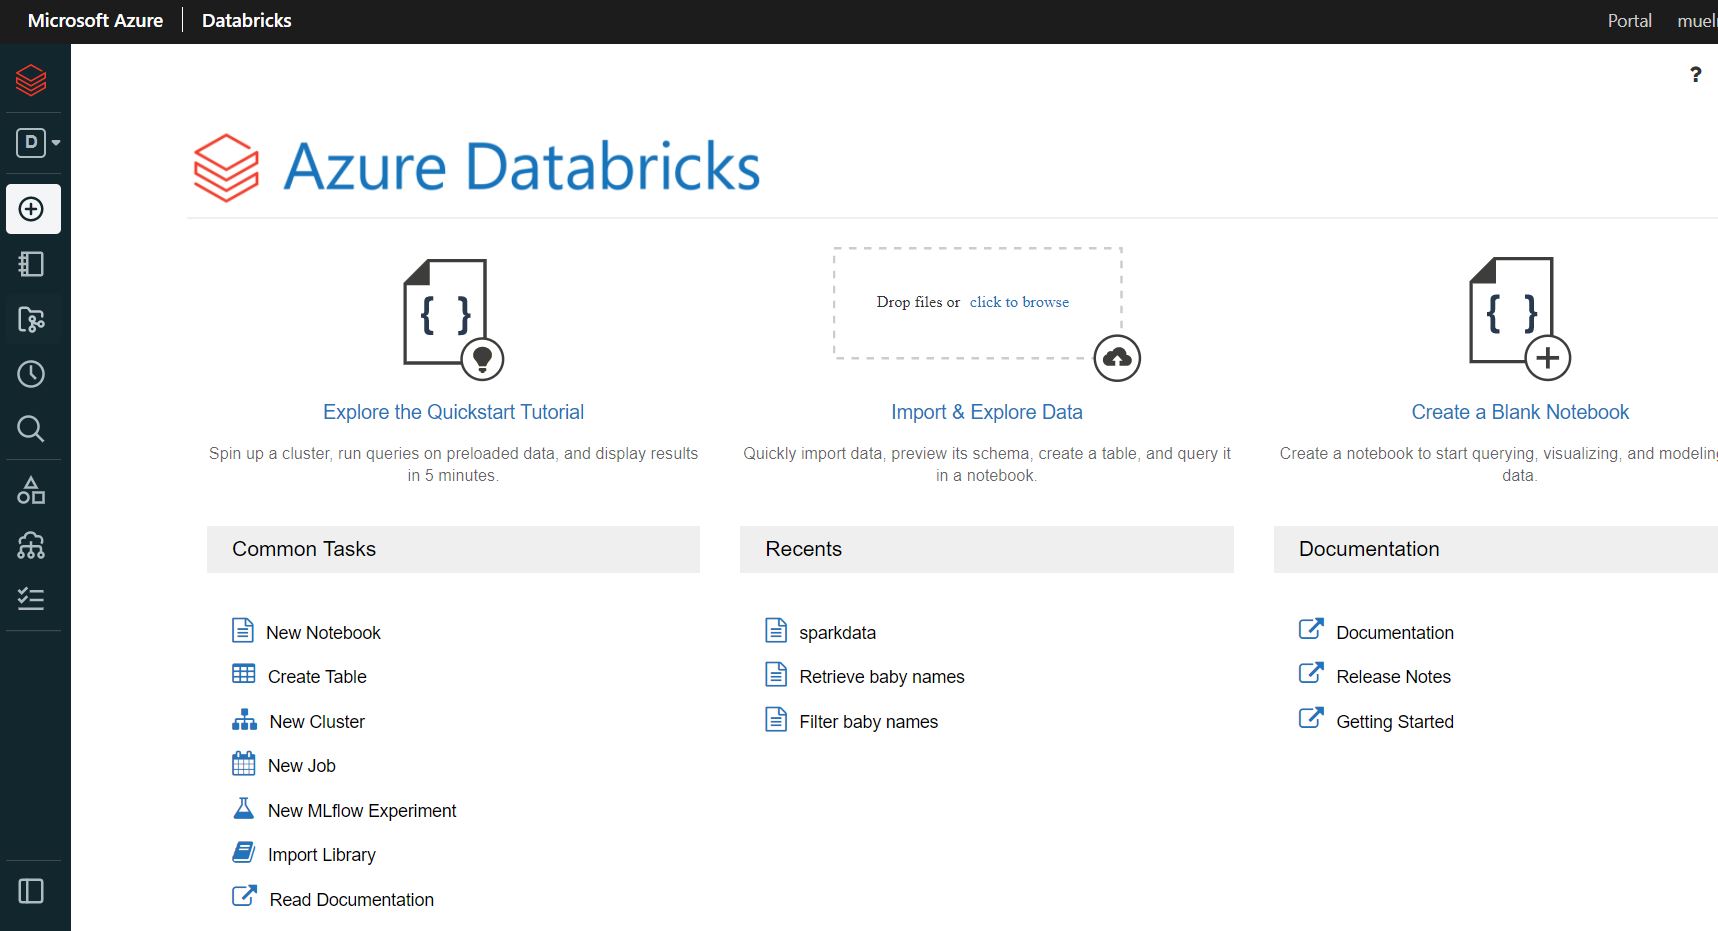 Microsoft Azure
Databricks
Portal
?
D
Azure Databricks
{ }
Drop files or click to browse
{ }
Explore the Quickstart Tutorial
Spin up a cluster, run queries on preloaded data, and display results
in 5 minutes.
Import & Explore Data
Quickly import data, preview its schema, create a table, and query it
in a notebook.
Create a Blank Notebook
Create a notebook to start querying, visualizing, and modeling
data.
Common Tasks
New Notebook
Create Table
New Cluster
New Job
New MLflow Experiment
Import Library
Read Documentation
Recents
sparkdata
Retrieve baby names
Filter baby names
Documentation
Documentation
Release Notes
Getting Started